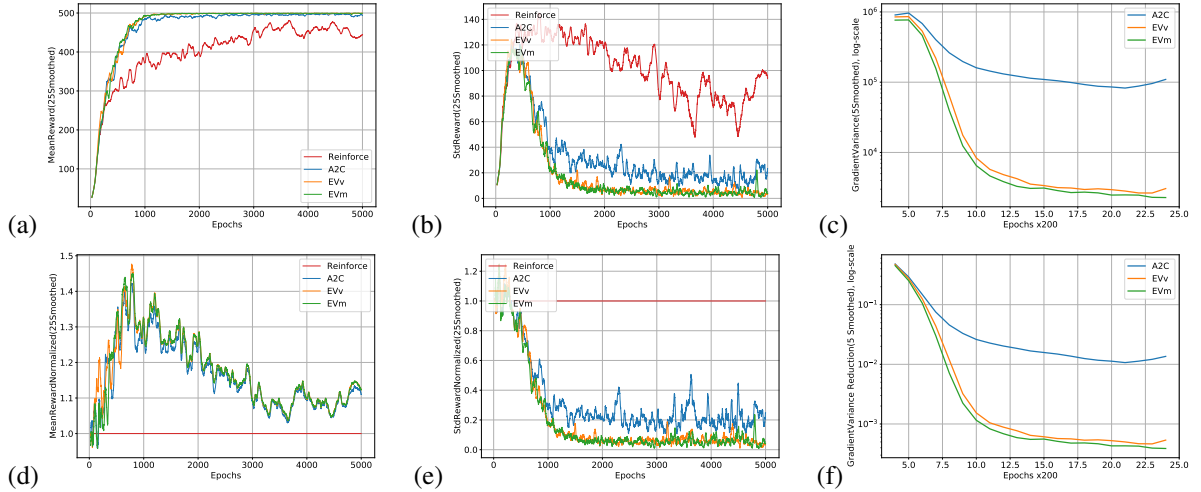 (a)
MeanReward(25Smoothed)
500
400
300
200
100
0
1000
2000
3000
4000
5000
Epochs
Reinforce
A2C
EVv
EVm
(b)
StdReward(25Smoothed)
140
120
100
80
60
40
20
0
0
1000
2000
3000
4000
5000
Epochs
Reinforce
A2C
EVv
EVm
(c)
GradientVariance(5Smoothed), log-scale
10^6
10^5
10^4
5.0
7.5
10.0
12.5
15.0
17.5
20.0
22.5
25.0
Epochs x200
A2C
EVv
EVm
(d)
MeanRewardNormalized(25Smoothed)
1.5
1.4
1.3
1.2
1.1
1.0
0
1000
2000
3000
4000
5000
Epochs
Reinforce
A2C
EVv
EVm
(e)
StdRewardNormalized(25Smoothed)
1.2
1.0
0.8
0.6
0.4
0.2
0.0
0
1000
2000
3000
4000
5000
Epochs
Reinforce
A2C
EVv
EVm
(f)
GradientVariance Reduction(5 Smoothed), log-scale
10^-1
10^-2
10^-3
5.0
7.5
10.0
12.5
15.0
17.5
20.0
22.5
25.0
Epochs x200
A2C
EVv
EVm